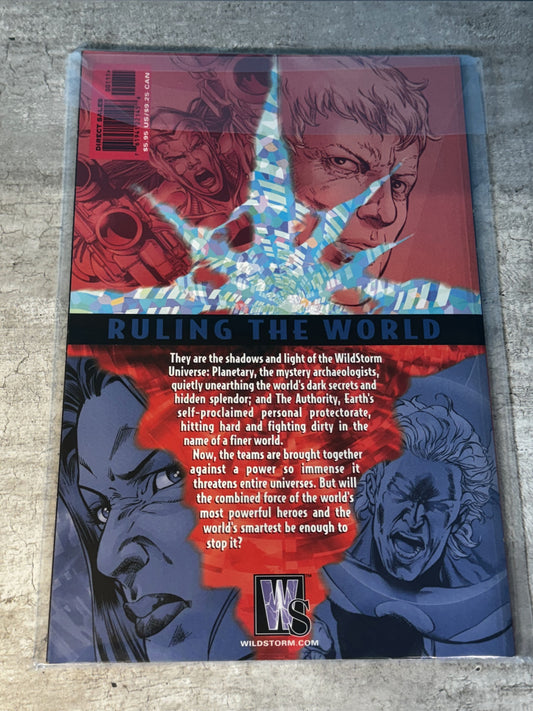 DIRECT SALES
$5.95 US/$9.25 CAN
RULING THE WORLD
They are the shadows and light of the WildStorm
Universe: Planetary, the mystery archaeologists,
quietly unearthing the world's dark secrets and
hidden splendor; and The Authority, Earth's
self-proclaimed personal protectorate,
hitting hard and fighting dirty in the
name of a finer world.
Now, the teams are brought together
against a power so immense it
threatens entire universes. But will
the combined force of the world's
most powerful heroes and the
world's smartest be enough to
stop it?
WS
TM
WILDSTORM.COM